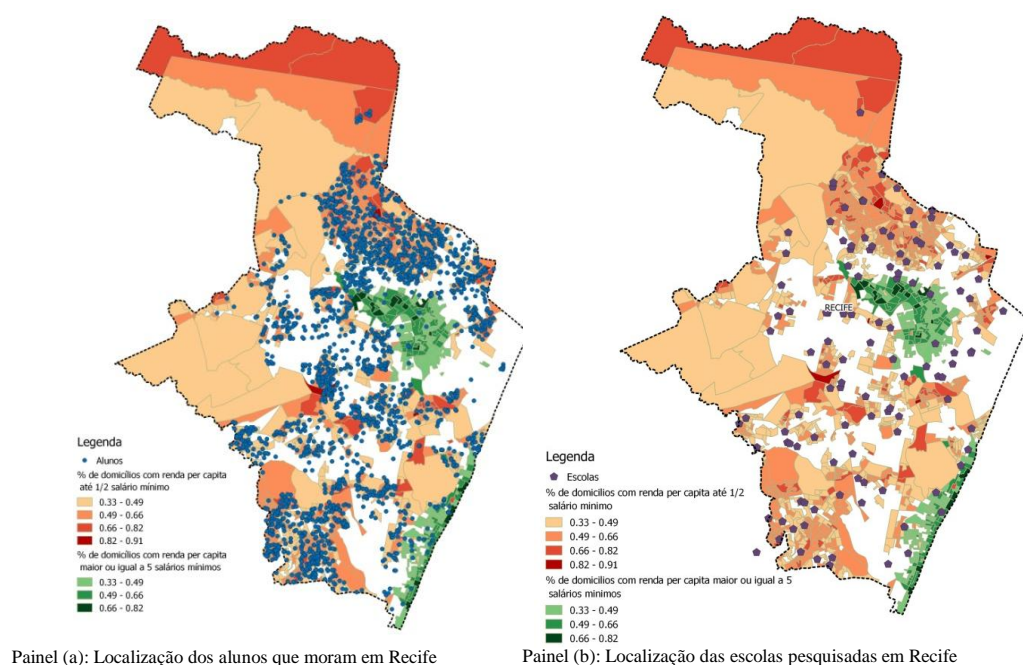 RECIFE
Legenda
Alunos
% de domicílios com renda per capita
até 1/2 salário mínimo
0.33 - 0.49
0.49 - 0.66
0.66 - 0.82
0.82 - 0.91
% de domicílios com renda per capita
maior ou igual a 5 salários mínimos
0.33 - 0.49
0.49 - 0.66
0.66 - 0.82
Legenda
Escolas
% de domicilios com renda per capita até 1/2
salário minimo
0.33 - 0.49
0.49 - 0.66
0.66 - 0.82
0.82 - 0.91
% de domicilios com renda per capita maior ou igual a 5
salários mínimos
0.33 - 0.49
0.49 - 0.66
0.66 - 0.82
Painel (a): Localização dos alunos que moram em Recife
Painel (b): Localização das escolas pesquisadas em Recife